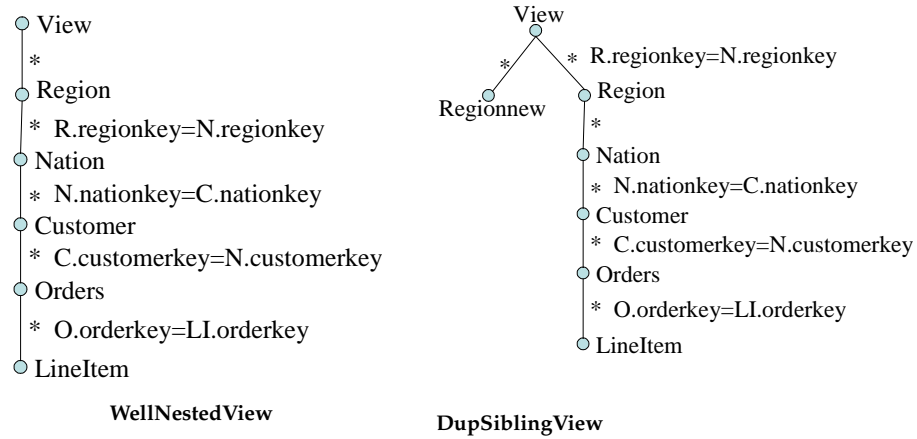 View
*
Region
* R.regionkey=N.regionkey
Nation
* N.nationkey=C.nationkey
Customer
* C.customerkey=N.customerkey
Orders
* O.orderkey=LI.orderkey
LineItem
WellNestedView
View
* * R.regionkey=N.regionkey
Regionnew Region
*
Nation
* N.nationkey=C.nationkey
Customer
* C.customerkey=N.customerkey
Orders
* O.orderkey=LI.orderkey
LineItem
DupSiblingView